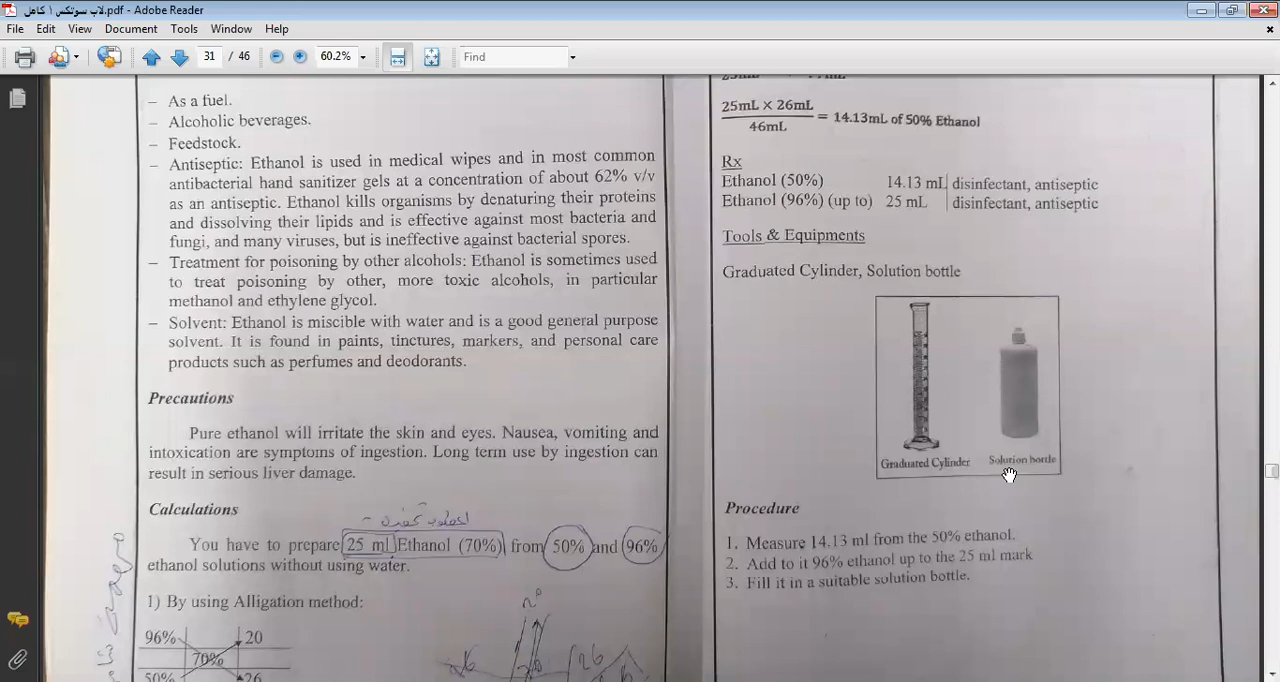 لاب سوتكس ١ كامل.pdf - Adobe Reader
File Edit View Document Tools Window Help
31 / 46 60.2% Find
– As a fuel.
– Alcoholic beverages.
– Feedstock.
– Antiseptic: Ethanol is used in medical wipes and in most common
antibacterial hand sanitizer gels at a concentration of about 62% v/v
as an antiseptic. Ethanol kills organisms by denaturing their proteins
and dissolving their lipids and is effective against most bacteria and
fungi, and many viruses, but is ineffective against bacterial spores.
– Treatment for poisoning by other alcohols: Ethanol is sometimes used
to treat poisoning by other, more toxic alcohols, in particular
methanol and ethylene glycol.
– Solvent: Ethanol is miscible with water and is a good general purpose
solvent. It is found in paints, tinctures, markers, and personal care
products such as perfumes and deodorants.
Precautions
Pure ethanol will irritate the skin and eyes. Nausea, vomiting and
intoxication are symptoms of ingestion. Long term use by ingestion can
result in serious liver damage.
Calculations
You have to prepare 25 ml Ethanol (70%) from 50% and 96%
ethanol solutions without using water.
1) By using Alligation method:
96% 20
70%
50% 26
26
25mL × 26mL
46mL
= 14.13mL of 50% Ethanol
Rx
Ethanol (50%) 14.13 mL disinfectant, antiseptic
Ethanol (96%) (up to) 25 mL disinfectant, antiseptic
Tools & Equipments
Graduated Cylinder, Solution bottle
Graduated Cylinder Solution bottle
Procedure
1. Measure 14.13 ml from the 50% ethanol.
2. Add to it 96% ethanol up to the 25 ml mark
3. Fill it in a suitable solution bottle.